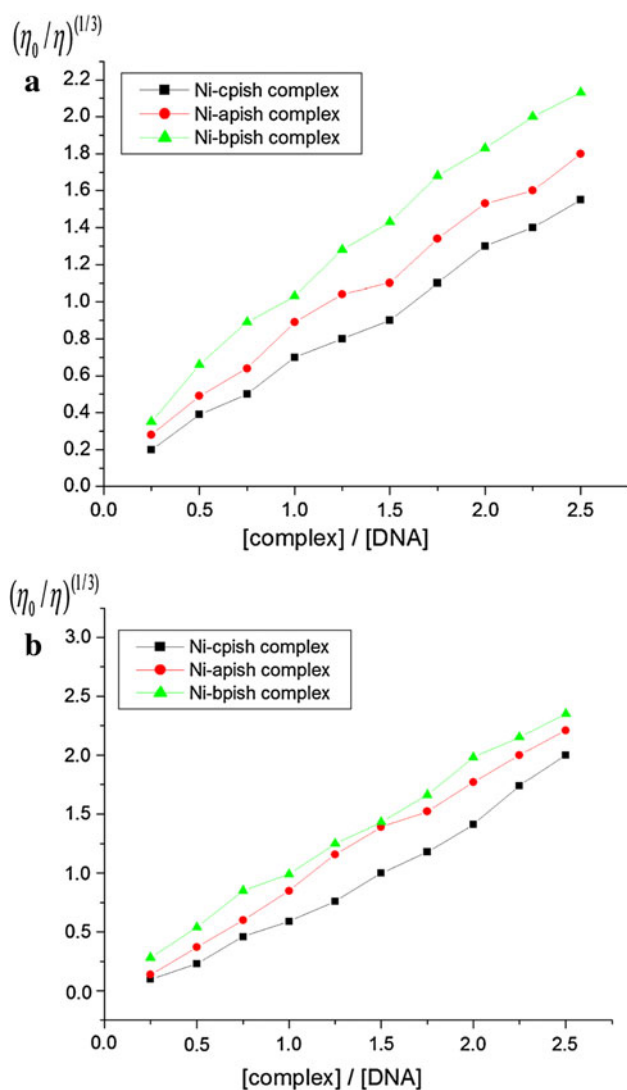 (η₀/η)^(1/3)
a
Ni-cpish complex
Ni-apish complex
Ni-bpish complex
2.2
2.0
1.8
1.6
1.4
1.2
1.0
0.8
0.6
0.4
0.2
0.0
0.0 0.5 1.0 1.5 2.0 2.5
[complex] / [DNA]
(η₀/η)^(1/3)
b
Ni-cpish complex
Ni-apish complex
Ni-bpish complex
3.0
2.5
2.0
1.5
1.0
0.5
0.0
0.0 0.5 1.0 1.5 2.0 2.5
[complex] / [DNA]